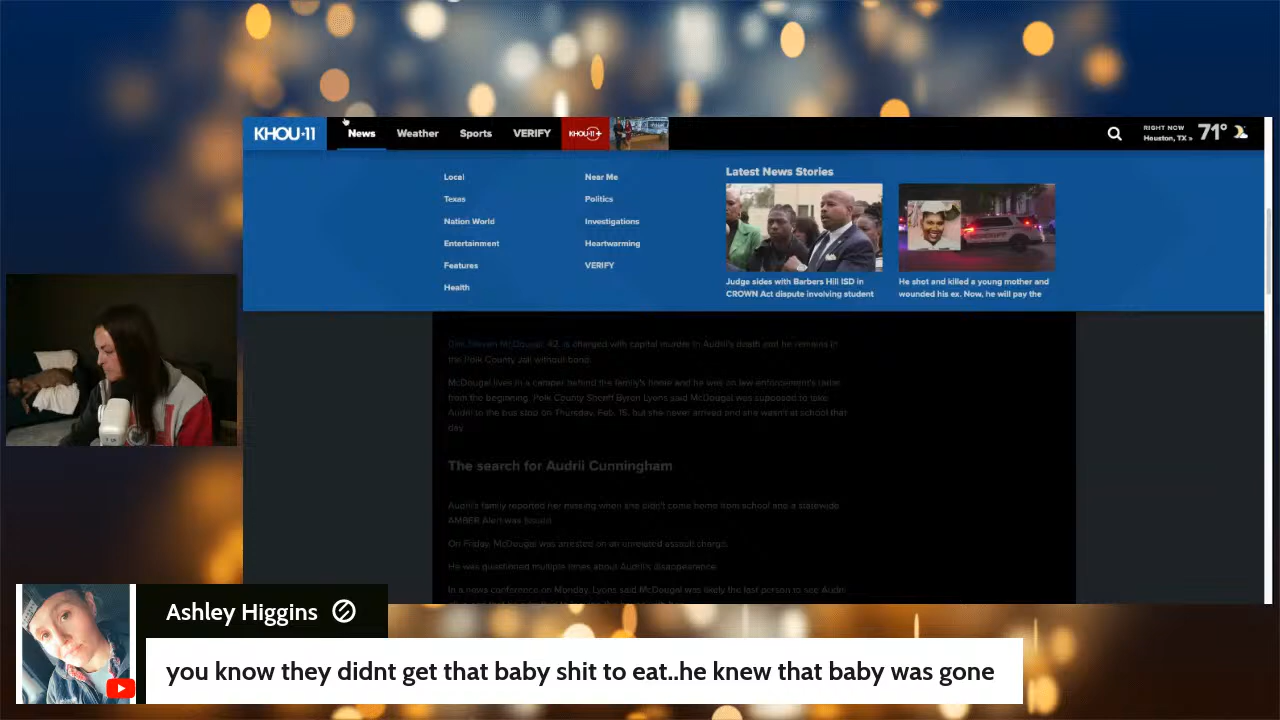 KHOU·11
News
Weather
Sports
VERIFY
KHOU·11+
RIGHT NOW
Houston, TX »
71°
Local
Texas
Nation World
Entertainment
Features
Health
Near Me
Politics
Investigations
Heartwarming
VERIFY
Latest News Stories
Judge sides with Barbers Hill ISD in
CROWN Act dispute involving student
He shot and killed a young mother and
wounded his ex. Now, he will pay the
Don Steven McDougal, 42, is charged with capital murder in Audrii's death and he remains in
the Polk County Jail without bond.
McDougal lives in a camper behind the family's home and he was on law enforcement's radar
from the beginning. Polk County Sheriff Byron Lyons said McDougal was supposed to take
Audrii to the bus stop on Thursday, Feb. 15, but she never arrived and she wasn't at school that
day.
The search for Audrii Cunningham
Audrii's family reported her missing when she didn't come home from school and a statewide
AMBER Alert was issued.
On Friday, McDougal was arrested on an unrelated assault charge.
He was questioned multiple times about Audrii's disappearance.
In a news conference on Monday, Lyons said McDougal was likely the last person to see Audrii
Ashley Higgins
you know they didnt get that baby shit to eat..he knew that baby was gone